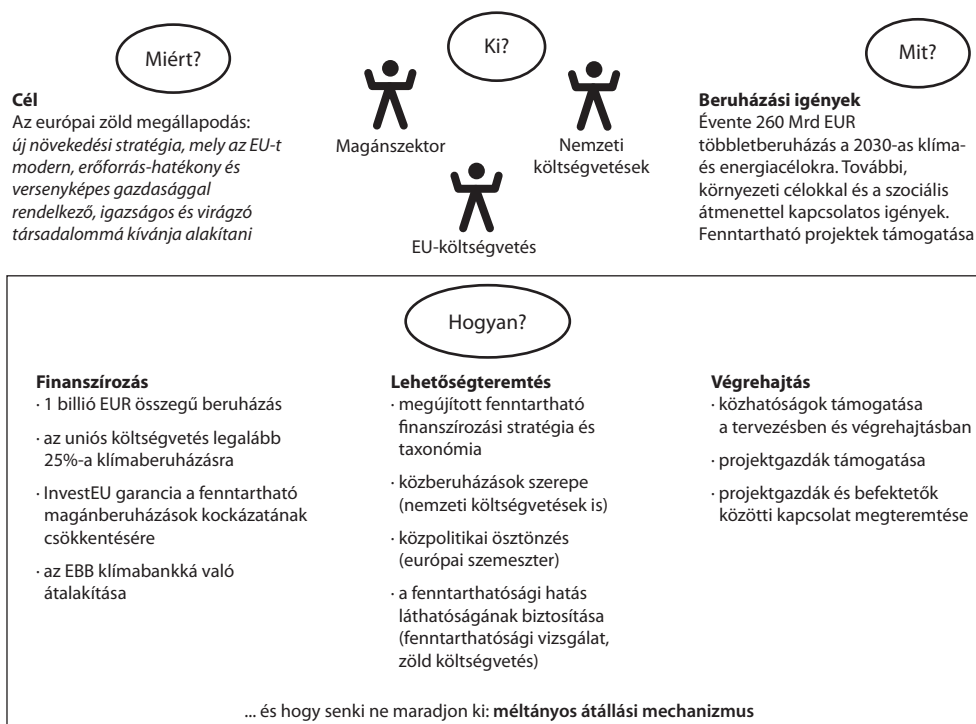 Miért?
Cél
Az európai zöld megállapodás:
új növekedési stratégia, mely az EU-t
modern, erőforrás-hatékony és
versenyképes gazdasággal
rendelkező, igazságos és virágzó
társadalommá kívánja alakítani
Ki?
Magánszektor
Nemzeti
költségvetések
EU-költségvetés
Mit?
Beruházási igények
Évente 260 Mrd EUR
többletberuházás a 2030-as klíma-
és energiacélokra. További,
környezeti célokkal és a szociális
átmenettel kapcsolatos igények.
Fenntartható projektek támogatása
Hogyan?
Finanszírozás
· 1 billió EUR összegű beruházás
· az uniós költségvetés legalább
25%-a klímaberuházásra
· InvestEU garancia a fenntartható
magánberuházások kockázatának
csökkentésére
· az EBB klímabankká való
átalakítása
Lehetőségteremtés
· megújított fenntartható
finanszírozási stratégia és
taxonómia
· közberuházások szerepe
(nemzeti költségvetések is)
· közpolitikai ösztönzés
(európai szemeszter)
· a fenntarthatósági hatás
láthatóságának biztosítása
(fenntarthatósági vizsgálat,
zöld költségvetés)
Végrehajtás
· közhatóságok támogatása
a tervezésben és végrehajtásban
· projektgazdák támogatása
· projektgazdák és befektetők
közötti kapcsolat megteremtése
... és hogy senki ne maradjon ki: méltányos átállási mechanizmus